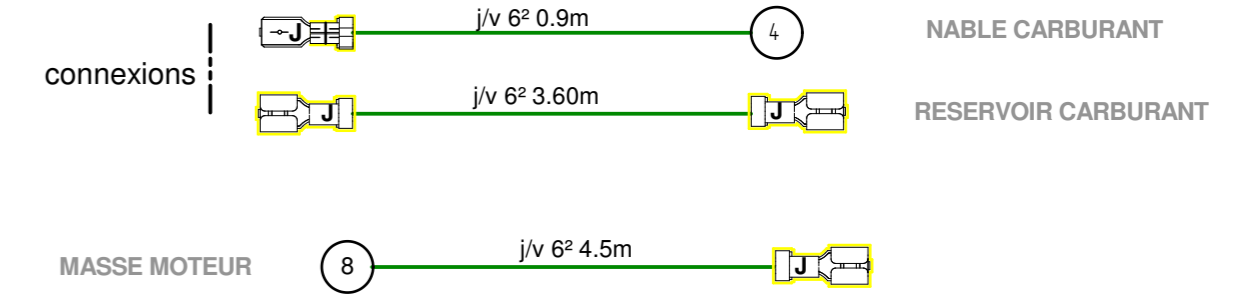 j/v 6² 0.9m
J
4
NABLE CARBURANT
connexions
j/v 6² 3.60m
J
J
RESERVOIR CARBURANT
j/v 6² 4.5m
MASSE MOTEUR
8
J